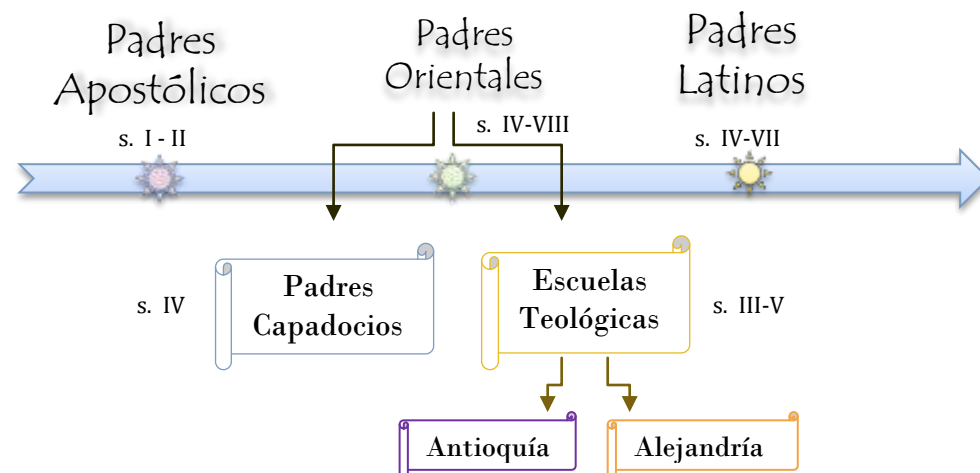 Padres
Apostólicos
s. I - II
Padres
Orientales
s. IV-VIII
Padres
Latinos
s. IV-VII
s. IV
Padres
Capadocios
Escuelas
Teológicas
s. III-V
Antioquía
Alejandría